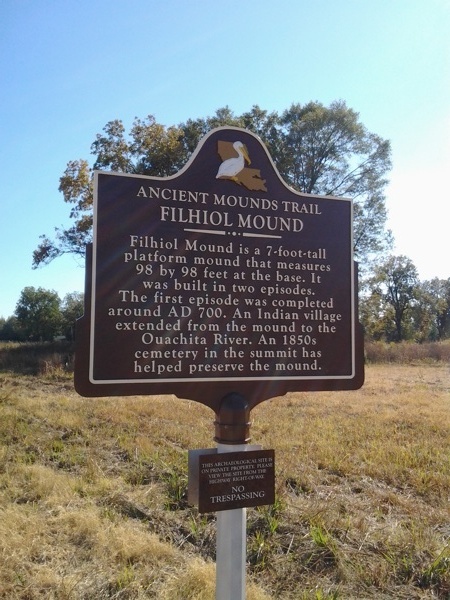 ANCIENT MOUNDS TRAIL
FILHIOL MOUND
Filhiol Mound is a 7-foot-tall
platform mound that measures
98 by 98 feet at the base. It
was built in two episodes.
The first episode was completed
around AD 700. An Indian village
extended from the mound to the
Ouachita River. An 1850s
cemetery in the summit has
helped preserve the mound.
THIS ARCHAEOLOGICAL SITE IS
ON PRIVATE PROPERTY. PLEASE
VIEW THE SITE FROM THE
HIGHWAY RIGHT-OF-WAY.
NO
TRESPASSING